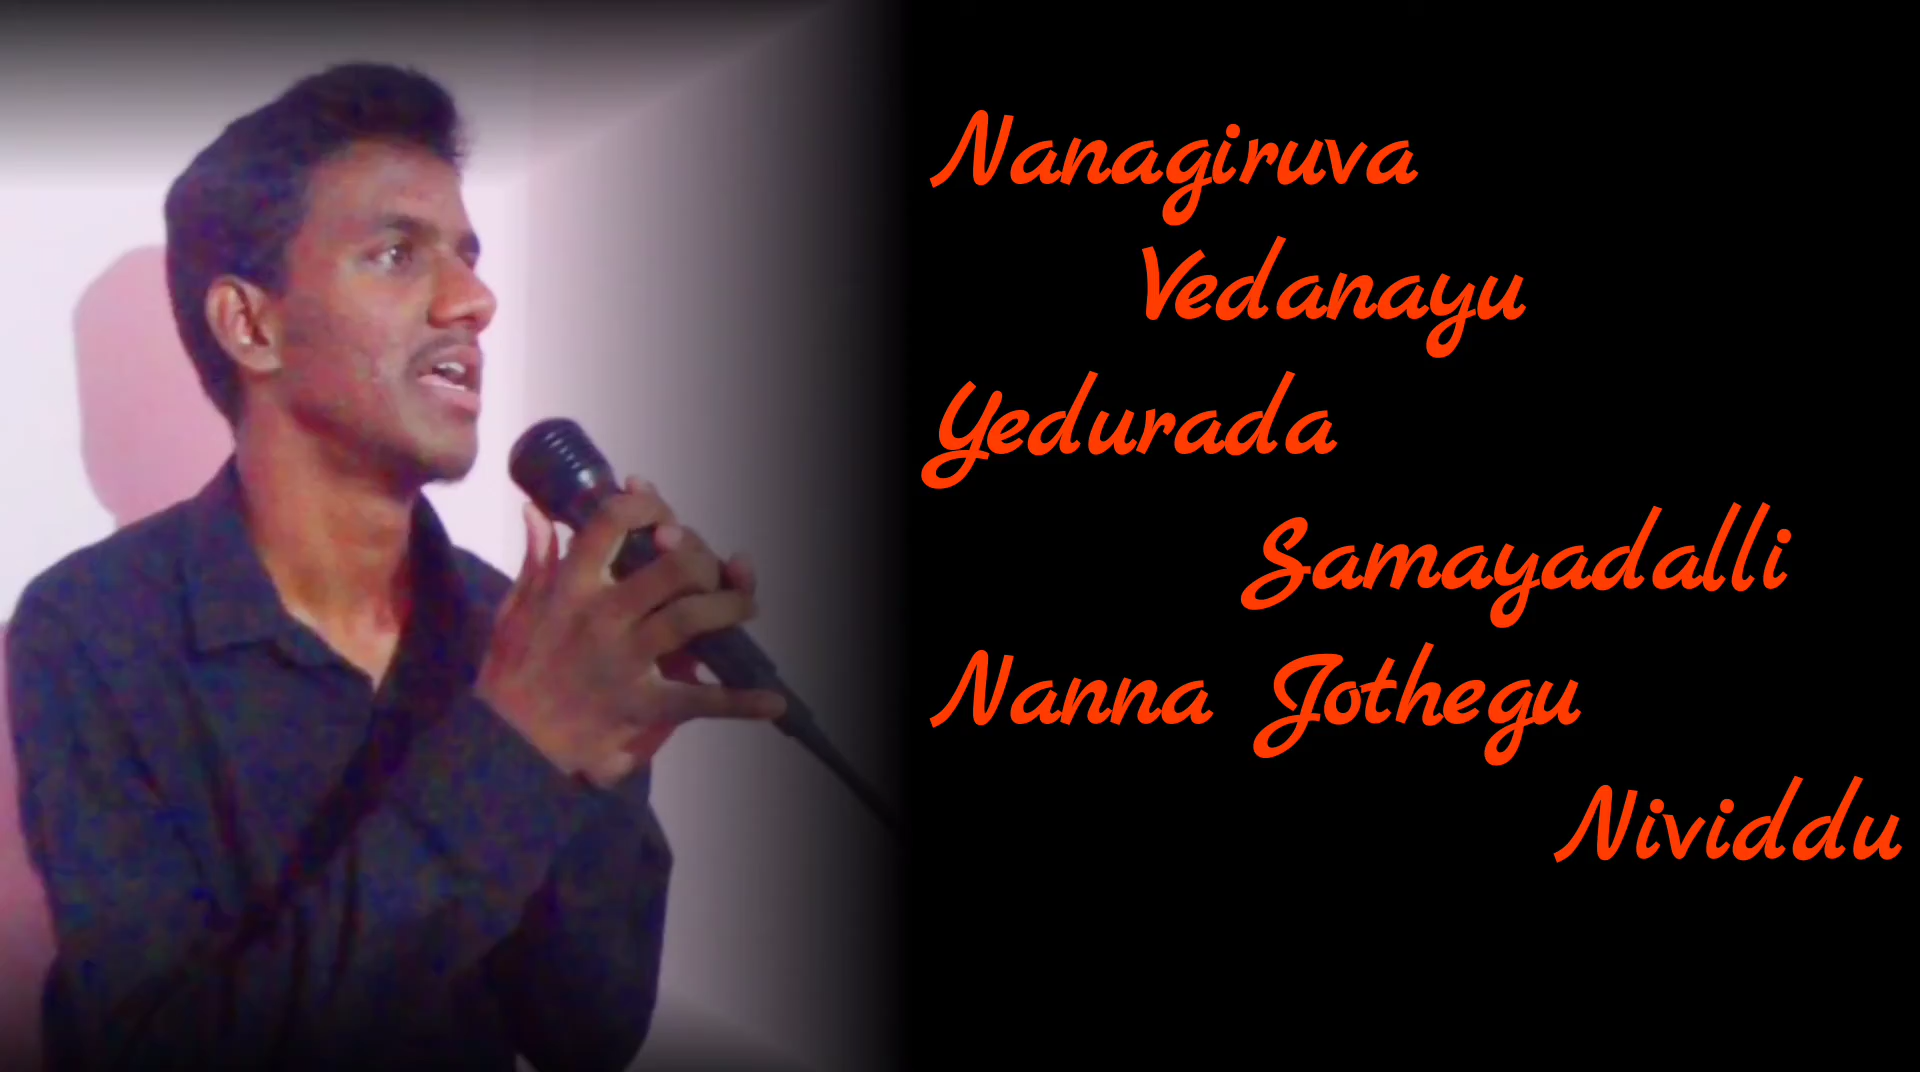 Nanagiruva
Vedanayu
Yedurada
Samayadalli
Nanna Jothegu
Nividdu